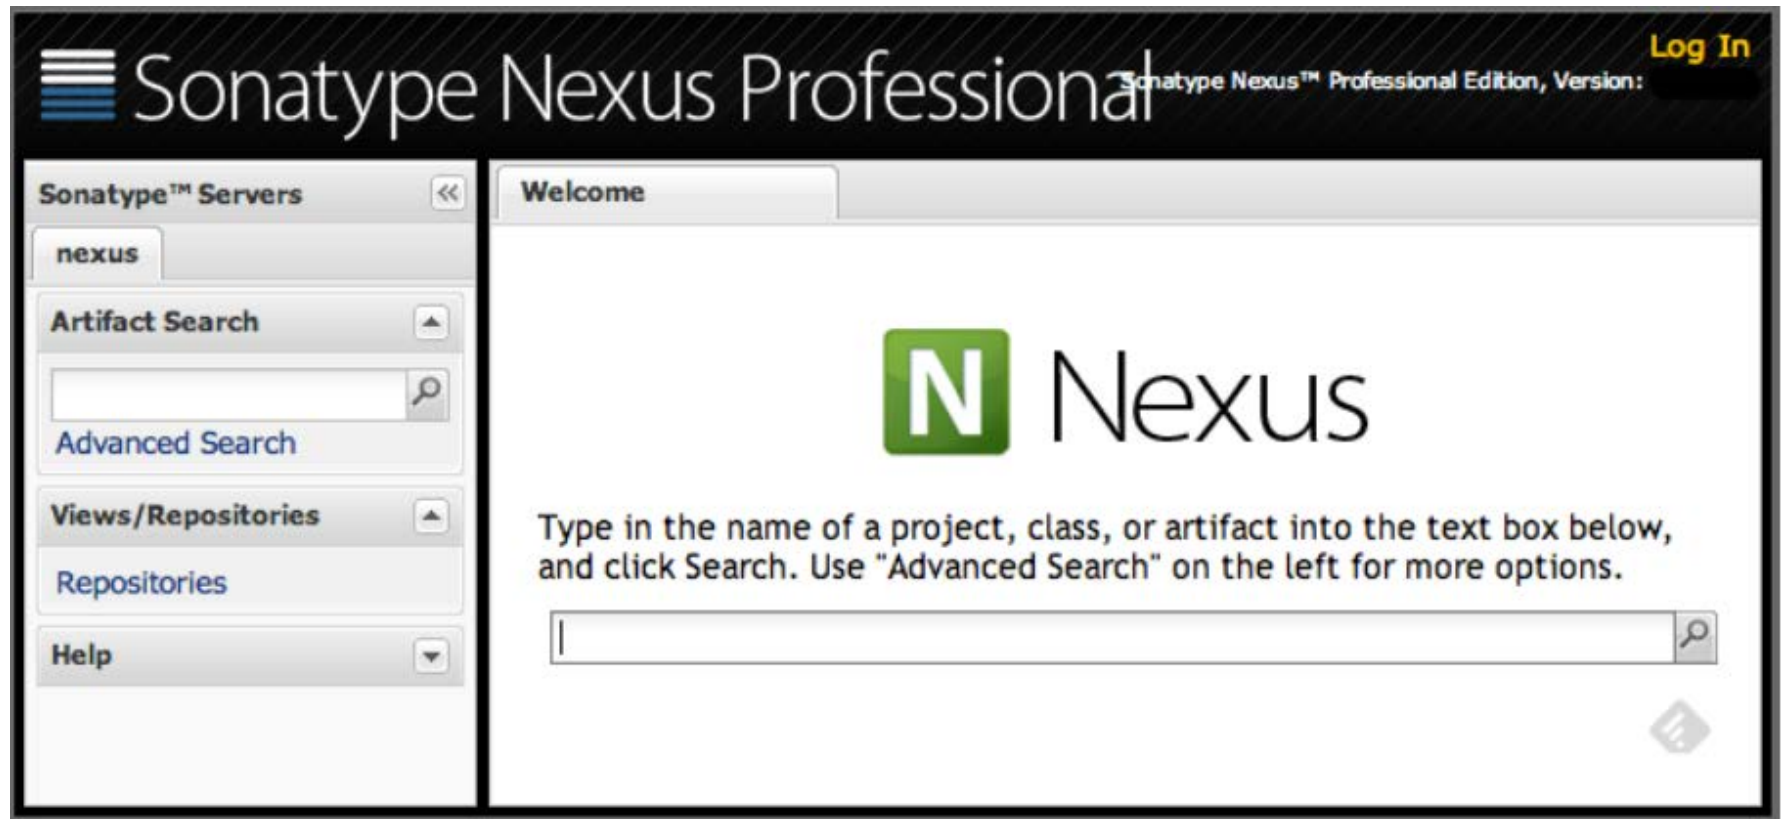 Sonatype Nexus Professional
Log In
Sonatype Nexus™ Professional Edition, Version:
Sonatype™ Servers
nexus
Artifact Search
Advanced Search
Views/Repositories
Repositories
Help
Welcome
N Nexus
Type in the name of a project, class, or artifact into the text box below,
and click Search. Use "Advanced Search" on the left for more options.